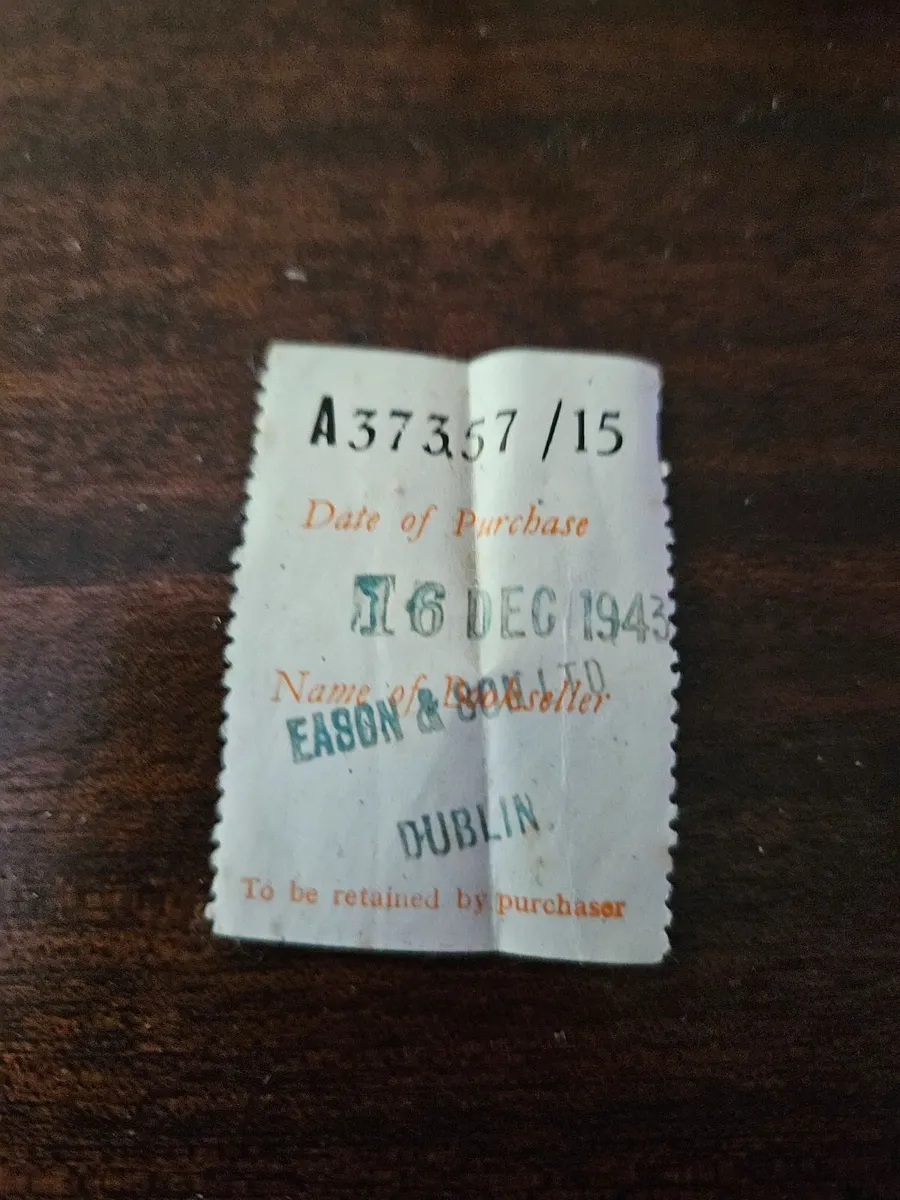 A37357 /15
Date of Purchase
16 DEC 1943
Name of Bookseller
EASON & SON LTD
DUBLIN.
To be retained by purchaser